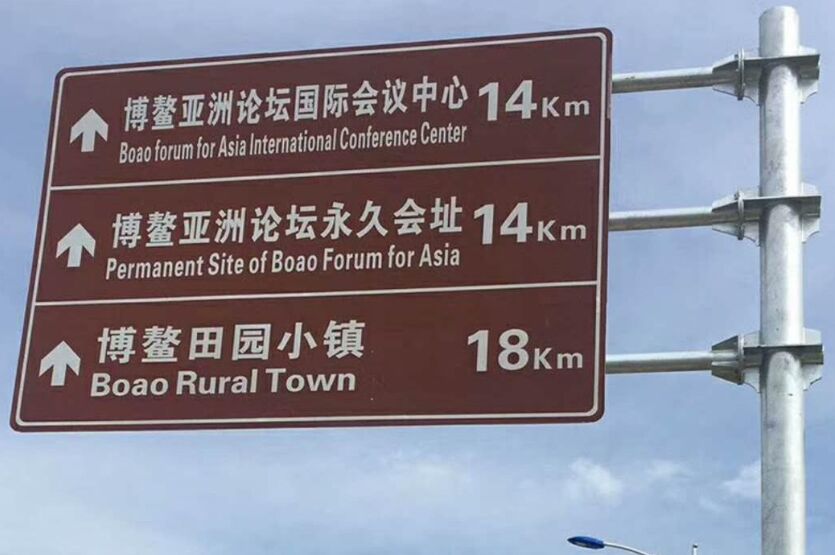 博鳌亚洲论坛国际会议中心 14Km
Boao forum for Asia International Conference Center
博鳌亚洲论坛永久会址 14Km
Permanent Site of Boao Forum for Asia
博鳌田园小镇 18Km
Boao Rural Town